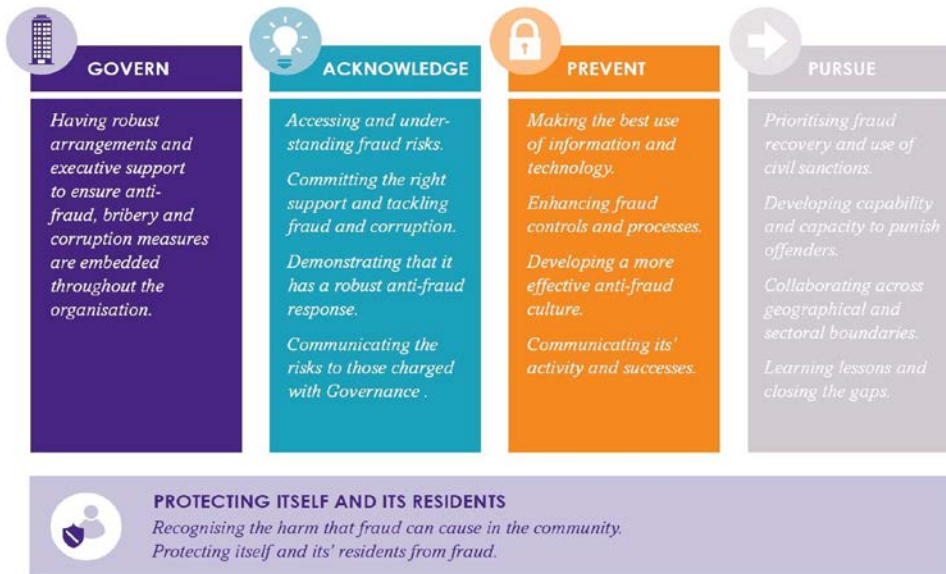 GOVERN
Having robust
arrangements and
executive support
to ensure anti-
fraud, bribery and
corruption measures
are embedded
throughout the
organisation.
ACKNOWLEDGE
Accessing and under-
standing fraud risks.
Committing the right
support and tackling
fraud and corruption.
Demonstrating that it
has a robust anti-fraud
response.
Communicating the
risks to those charged
with Governance .
PREVENT
Making the best use
of information and
technology.
Enhancing fraud
controls and processes.
Developing a more
effective anti-fraud
culture.
Communicating its'
activity and successes.
PURSUE
Prioritising fraud
recovery and use of
civil sanctions.
Developing capability
and capacity to punish
offenders.
Collaborating across
geographical and
sectoral boundaries.
Learning lessons and
closing the gaps.
PROTECTING ITSELF AND ITS RESIDENTS
Recognising the harm that fraud can cause in the community.
Protecting itself and its' residents from fraud.